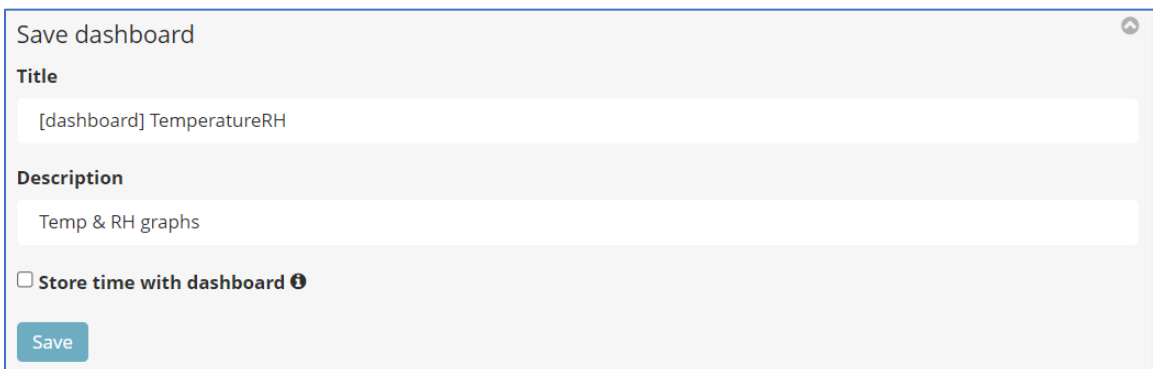 Save dashboard
Title
[dashboard] TemperatureRH
Description
Temp & RH graphs
Store time with dashboard
Save